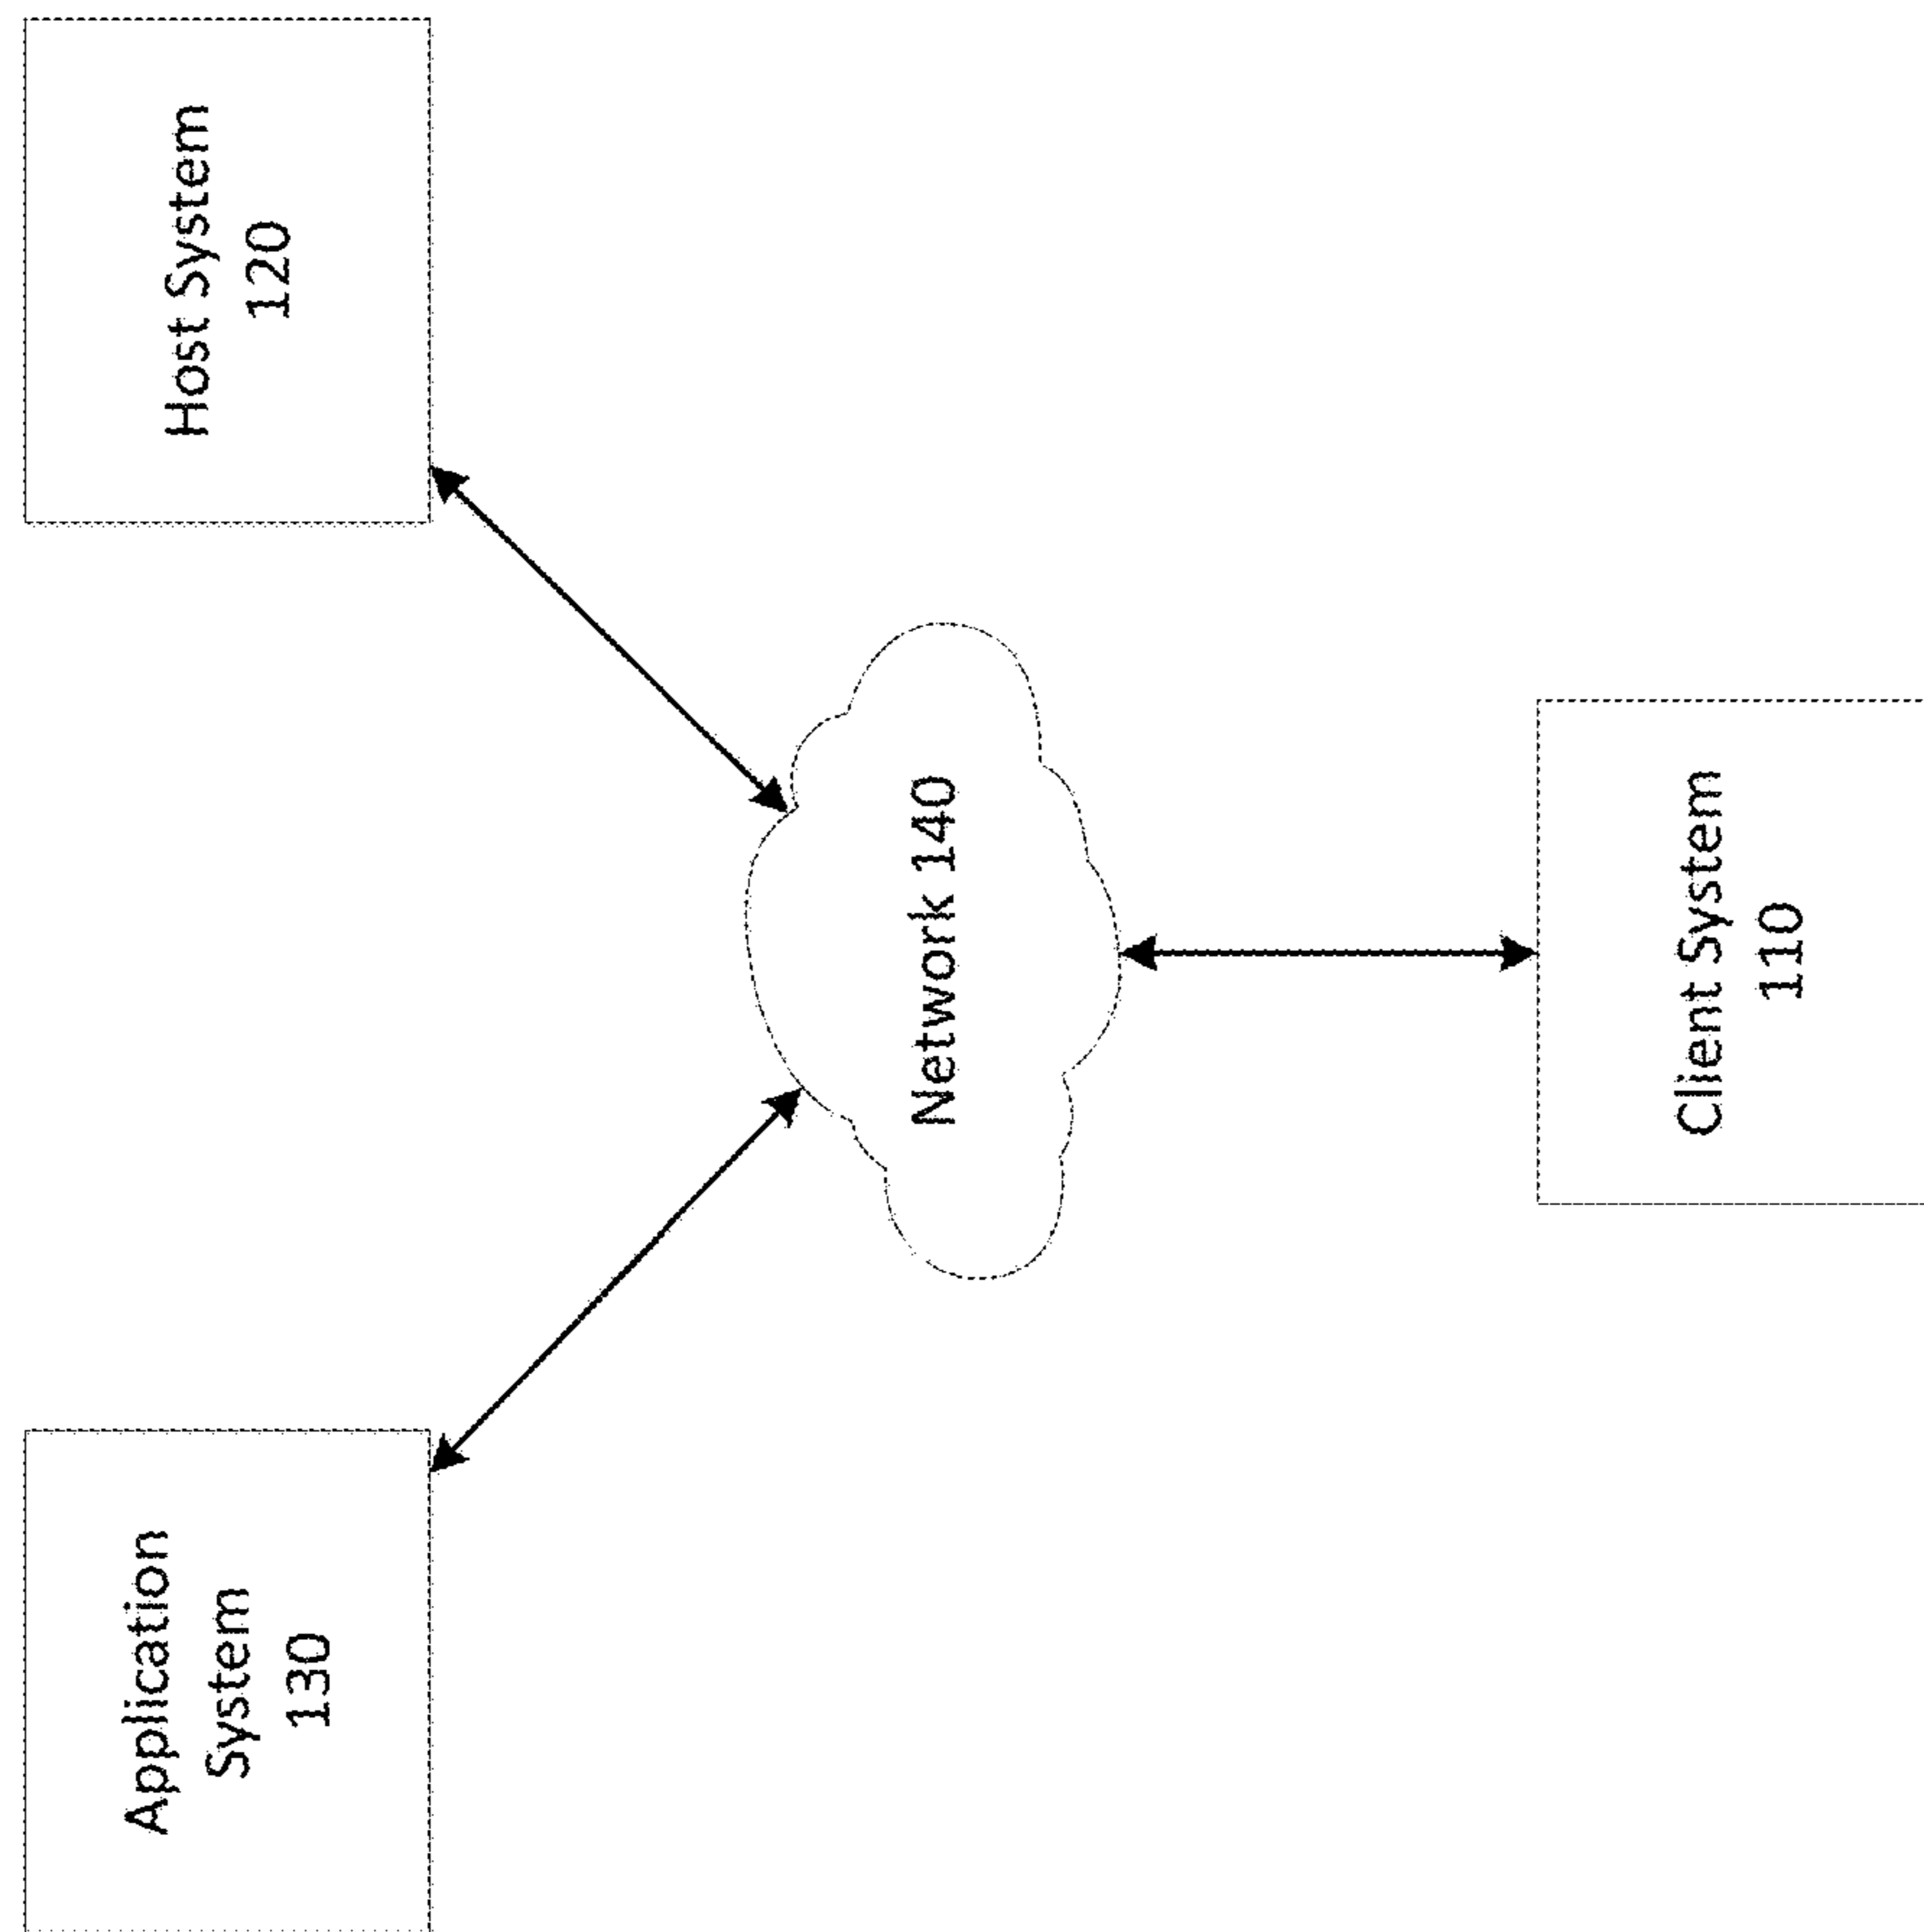 Application
System
130
Host System
120
Network 140
Client System
110